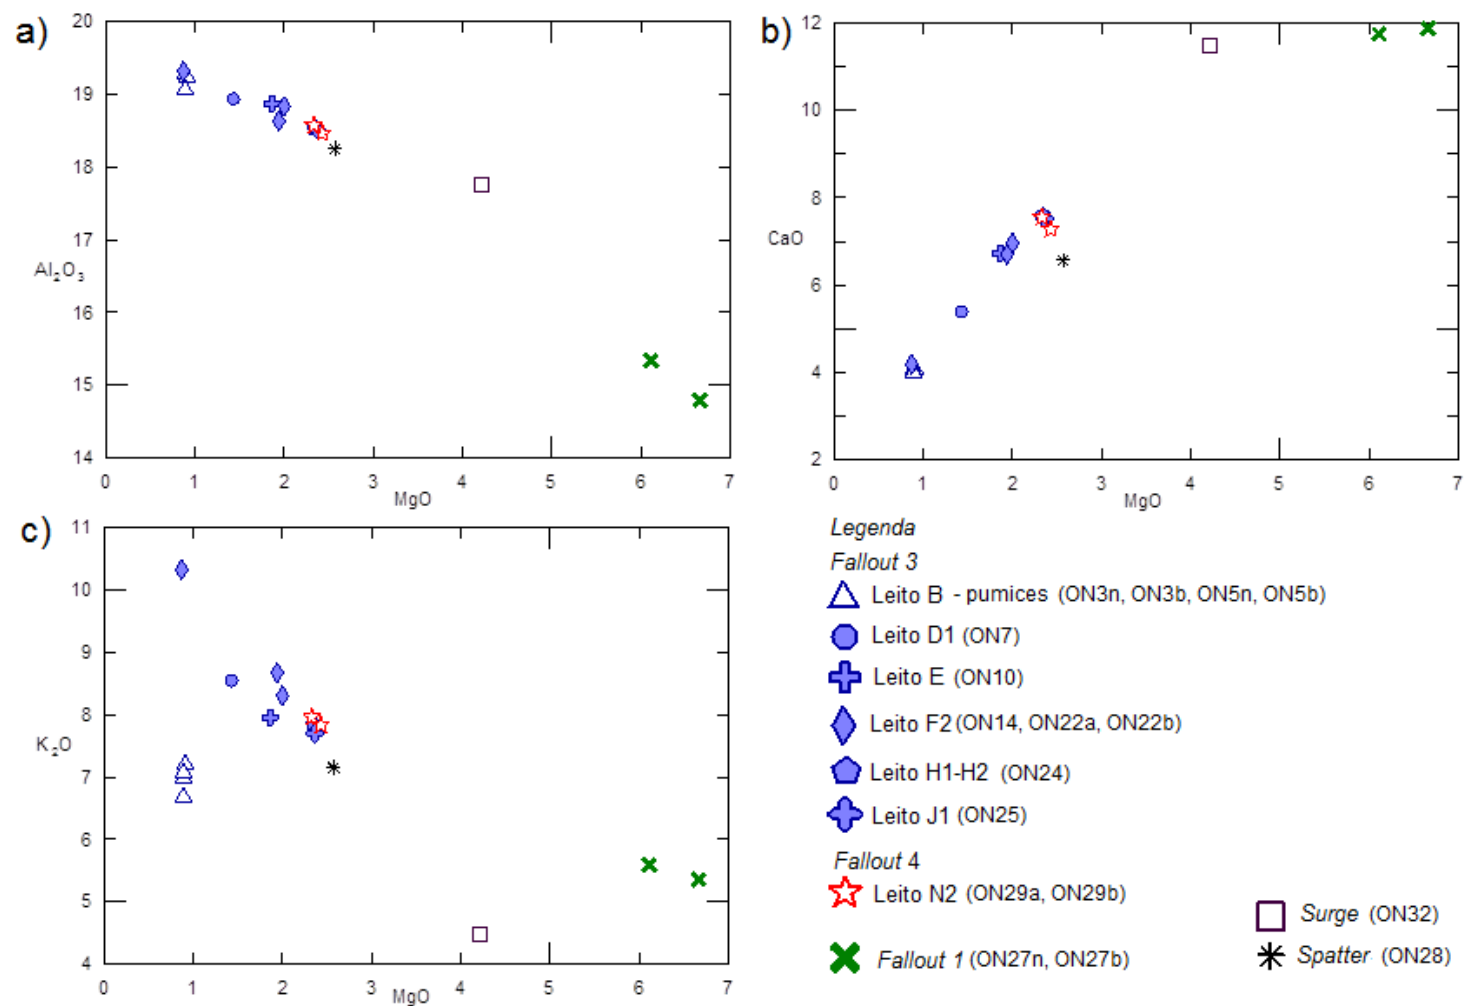 a)
20
19
18
17
Al₂O₃
16
15
14
0 1 2 3 4 5 6 7
MgO
b)
12
10
8
CaO
6
4
2
0 1 2 3 4 5 6 7
MgO
c)
11
10
9
8
K₂O
7
6
5
4
0 1 2 3 4 5 6 7
MgO
Legenda
Fallout 3
Leito B - pumices (ON3n, ON3b, ON5n, ON5b)
Leito D1 (ON7)
Leito E (ON10)
Leito F2 (ON14, ON22a, ON22b)
Leito H1-H2 (ON24)
Leito J1 (ON25)
Fallout 4
Leito N2 (ON29a, ON29b)
Fallout 1 (ON27n, ON27b)
Surge (ON32)
Spatter (ON28)